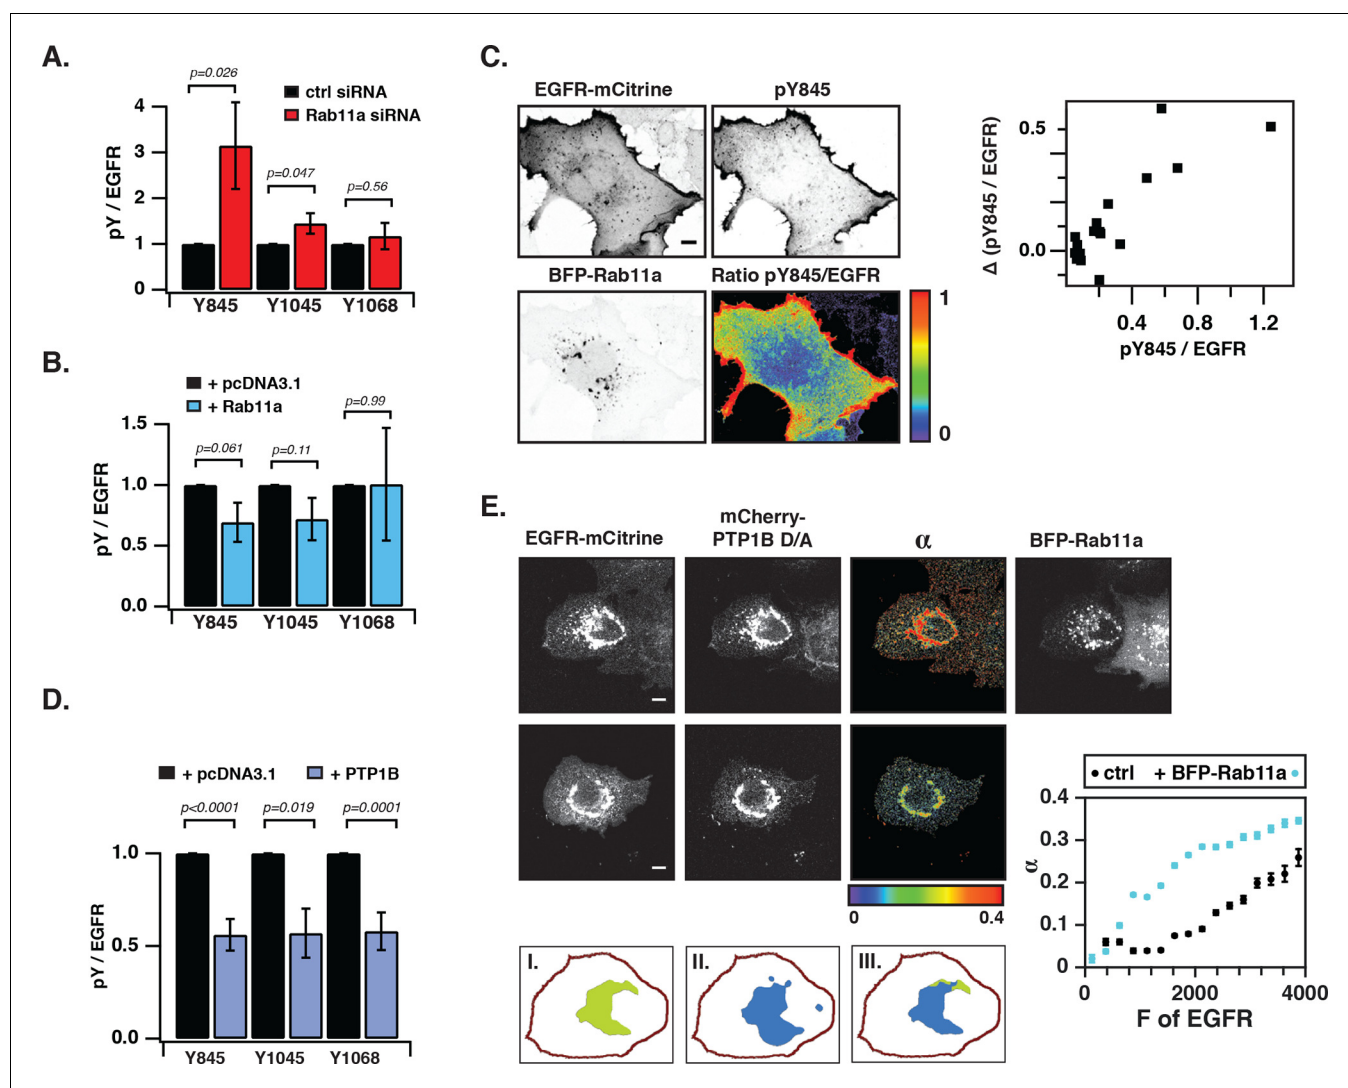 A.
p=0.026
ctrl siRNA
Rab11a siRNA
4
3
2
1
0
pY / EGFR
p=0.047
p=0.56
Y845 Y1045 Y1068
B.
+ pcDNA3.1
+ Rab11a
p=0.99
p=0.061
p=0.11
1.5
1.0
0.5
0.0
pY / EGFR
Y845 Y1045 Y1068
C.
EGFR-mCitrine pY845
BFP-Rab11a Ratio pY845/EGFR
1
0
Δ (pY845 / EGFR)
0.5
0.0
0.4 0.8 1.2
pY845 / EGFR
D.
+ pcDNA3.1 + PTP1B
p<0.0001 p=0.019 p=0.0001
1.0
0.5
0.0
pY / EGFR
Y845 Y1045 Y1068
E.
EGFR-mCitrine
mCherry-
PTP1B D/A
α
BFP-Rab11a
0 0.4
I. II. III.
ctrl + BFP-Rab11a
0.4
0.3
0.2
0.1
0
α
0 2000 4000
F of EGFR